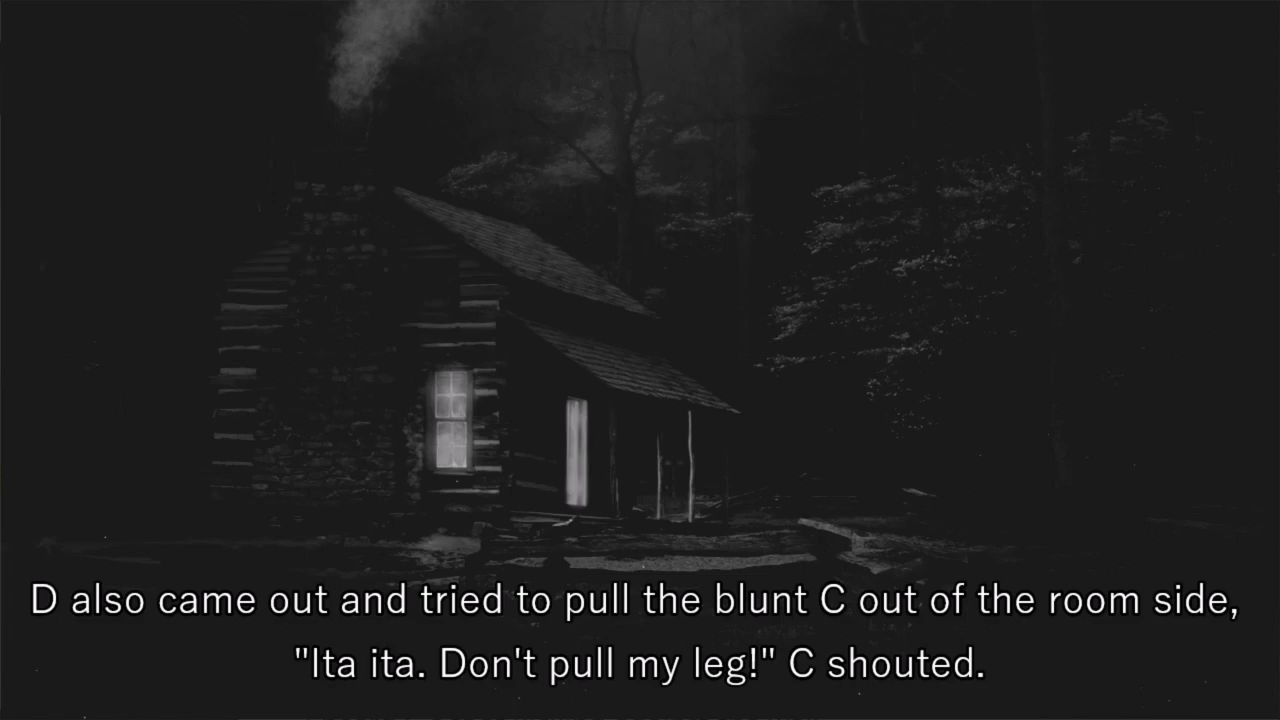 D also came out and tried to pull the blunt C out of the room side,
"Ita ita. Don't pull my leg!" C shouted.